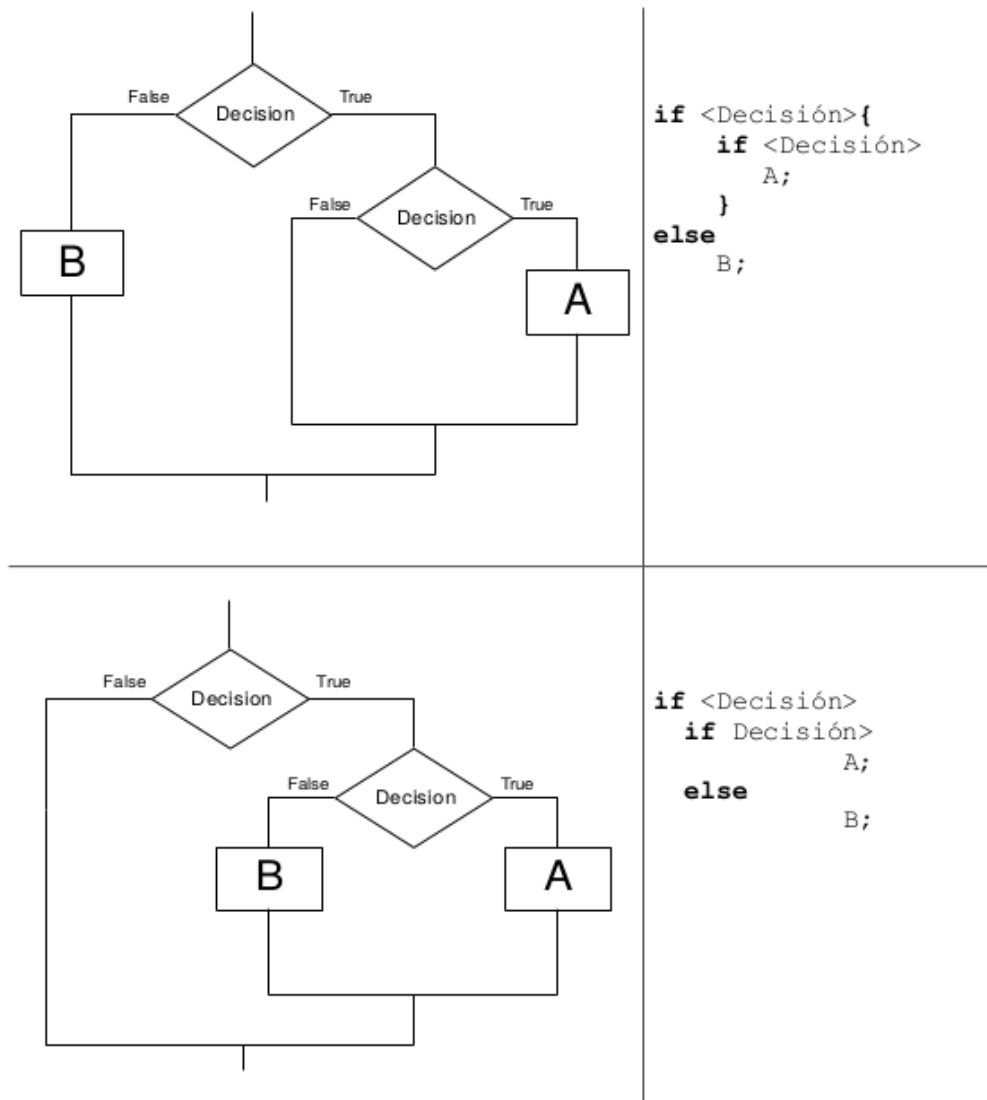 False True
Decision
False True
Decision
B
A
if <Decisión>{
if <Decisión>
A;
}
else
B;
False True
Decision
False True
Decision
B A
if <Decisión>
if Decisión>
A;
else
B;